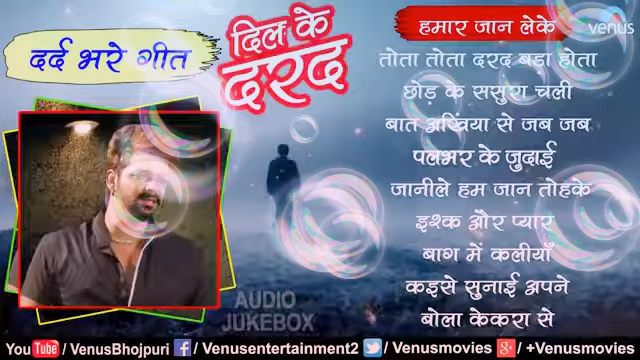 दर्द भरे गीत
दिल के
दरद
venus
हमार जान लेके
तोता तोता दरद बडा होता
छोड़ के ससुरा चली
बात अखिंया से जब जब
पलभर के जुदाई
जानीले हम जान तोहके
इश्क और प्यार
बाग में कलीयाँ
कइसे सुनाई अपने
बोला केकरा से
AUDIO
JUKEBOX
You Tube / VenusBhojpuri f / Venusentertainment2 / Venusmovies g+ / +Venusmovies